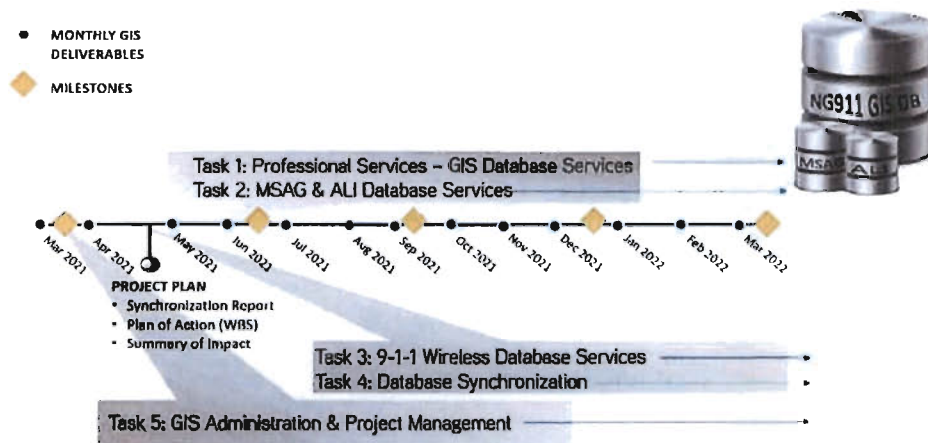 MONTHLY GIS
DELIVERABLES
MILESTONES
NG911 GIS DB
MSAG
ALI
Task 1: Professional Services – GIS Database Services
Task 2: MSAG & ALI Database Services
Mar 2021
Apr 2021
May 2021
Jun 2021
Jul 2021
Aug 2021
Sep 2021
Oct 2021
Nov 2021
Dec 2021
Jan 2022
Feb 2022
Mar 2022
PROJECT PLAN
• Synchronization Report
• Plan of Action (WBS)
• Summary of Impact
Task 3: 9-1-1 Wireless Database Services
Task 4: Database Synchronization
Task 5: GIS Administration & Project Management